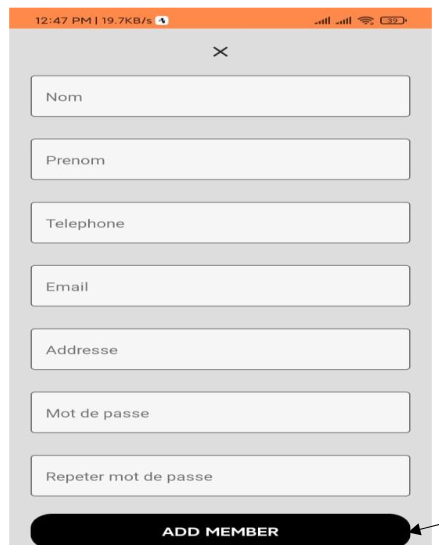 12:47 PM | 19.7KB/s 39
Nom
Prenom
Telephone
Email
Addresse
Mot de passe
Repeter mot de passe
ADD MEMBER